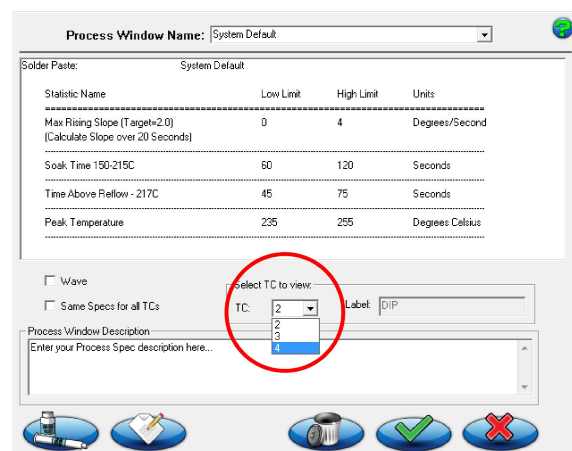 Process Window Name: System Default
Solder Paste: System Default
Statistic Name Low Limit High Limit Units
Max Rising Slope (Target=2.0) 0 4 Degrees/Second
(Calculate Slope over 20 Seconds)
Soak Time 150-215C 60 120 Seconds
Time Above Reflow - 217C 45 75 Seconds
Peak Temperature 235 255 Degrees Celsius
Wave
Select TC to view:
Same Specs for all TCs TC: 2 Label: DIP
2
3
4
Process Window Description
Enter your Process Spec description here...